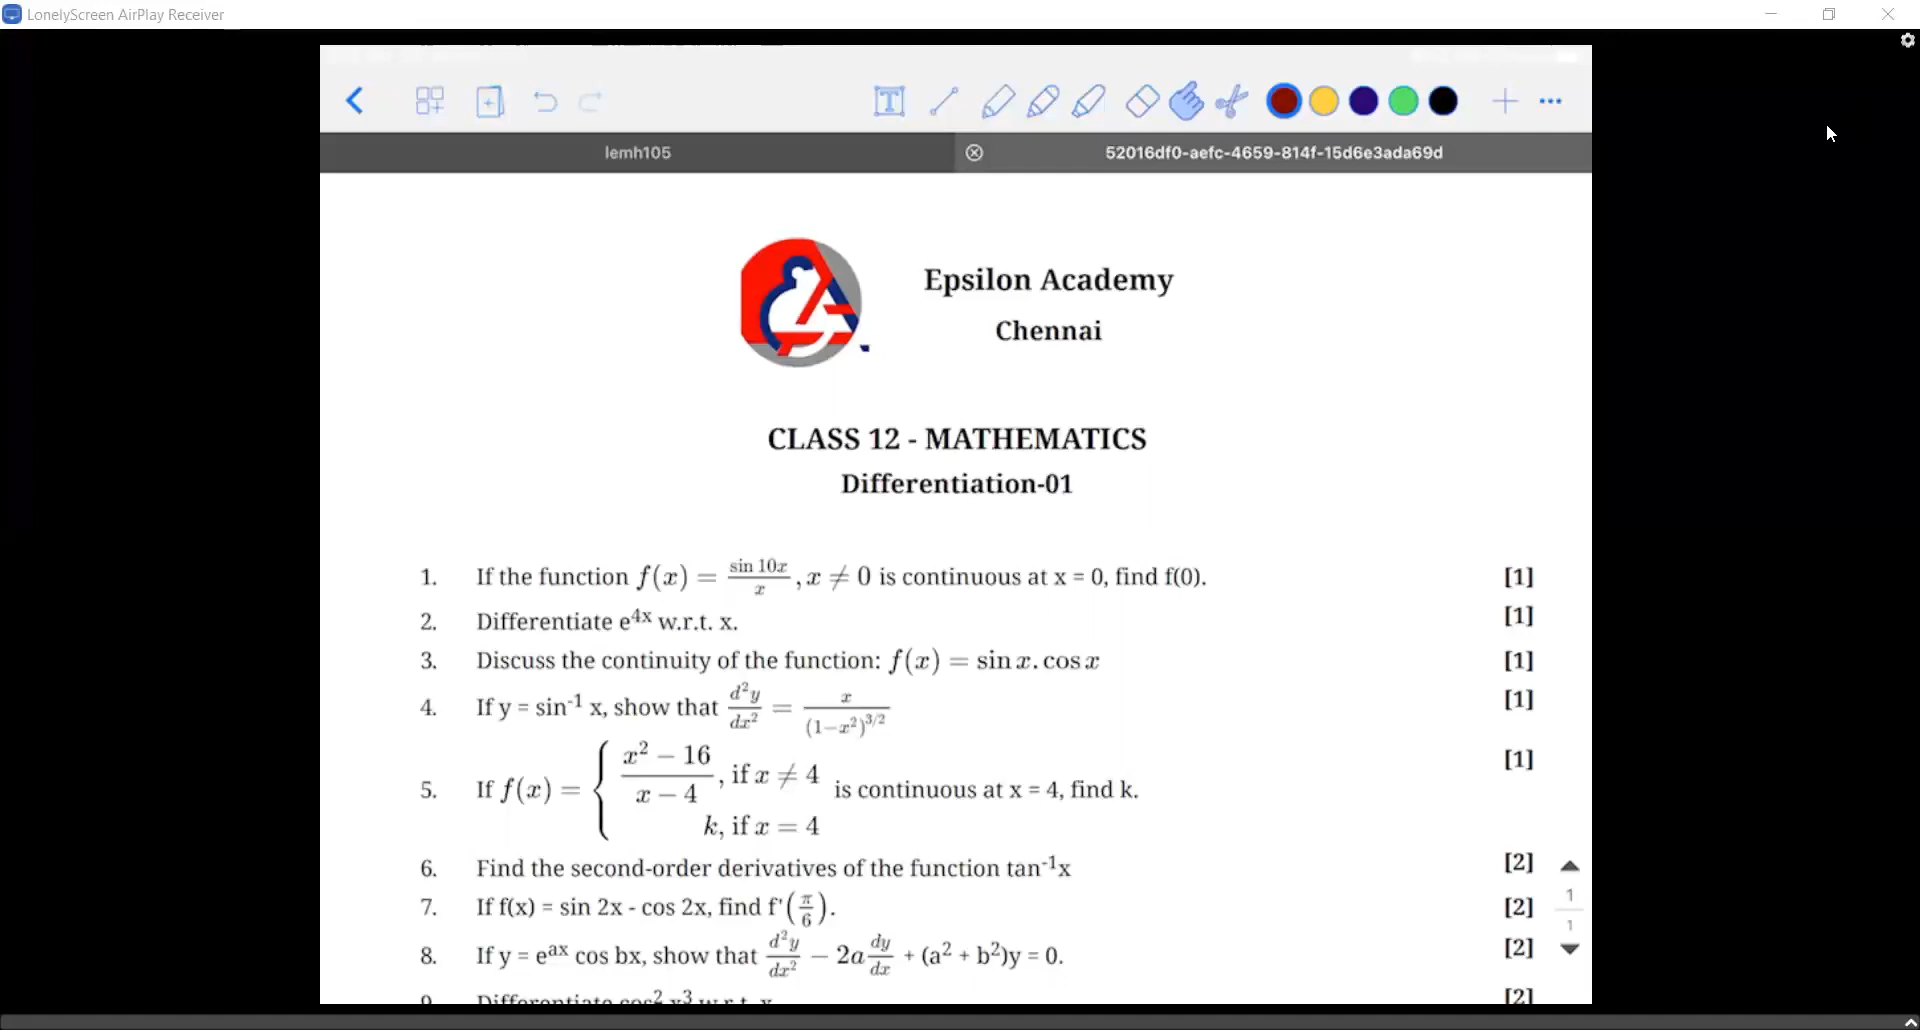 LonelyScreen AirPlay Receiver
lemh105
52016df0-aefc-4659-814f-15d6e3ada69d
Epsilon Academy
Chennai
CLASS 12 - MATHEMATICS
Differentiation-01
1. If the function f(x) = sin 10x / x, x ≠ 0 is continuous at x = 0, find f(0). [1]
2. Differentiate e^4x w.r.t. x. [1]
3. Discuss the continuity of the function: f(x) = sin x. cos x [1]
4. If y = sin^-1 x, show that d²y/dx² = x/(1−x²)^3/2 [1]
5. If f(x) = { x² − 16 / x − 4, if x ≠ 4 is continuous at x = 4, find k. [1]
k, if x = 4
6. Find the second-order derivatives of the function tan^-1x [2]
7. If f(x) = sin 2x - cos 2x, find f'(π/6). [2]
8. If y = e^ax cos bx, show that d²y/dx² − 2a dy/dx + (a² + b²)y = 0. [2]
9. Differentiate cos² x³ w.r.t. x [2]
1
1